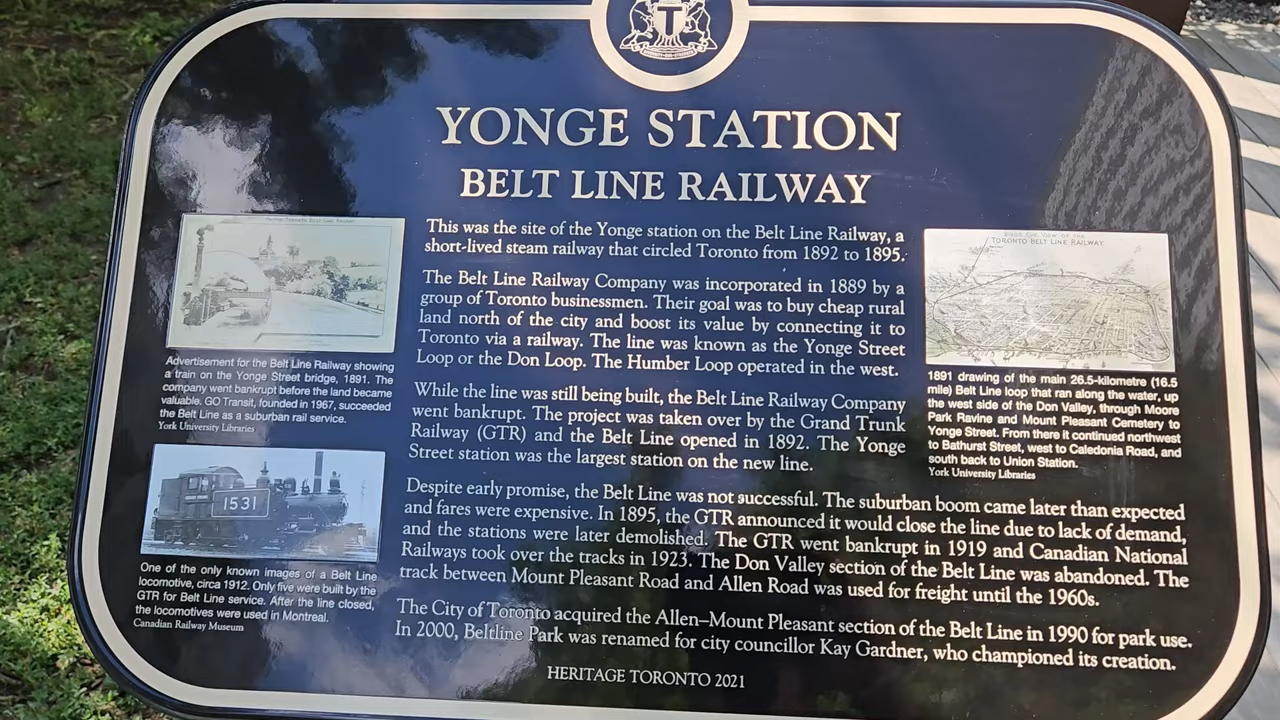 YONGE STATION
BELT LINE RAILWAY
This was the site of the Yonge station on the Belt Line Railway, a
short-lived steam railway that circled Toronto from 1892 to 1895.
The Belt Line Railway Company was incorporated in 1889 by a
group of Toronto businessmen. Their goal was to buy cheap rural
land north of the city and boost its value by connecting it to
Toronto via a railway. The line was known as the Yonge Street
Loop or the Don Loop. The Humber Loop operated in the west.
While the line was still being built, the Belt Line Railway Company
went bankrupt. The project was taken over by the Grand Trunk
Railway (GTR) and the Belt Line opened in 1892. The Yonge
Street station was the largest station on the new line.
Despite early promise, the Belt Line was not successful. The suburban boom came later than expected
and fares were expensive. In 1895, the GTR announced it would close the line due to lack of demand,
and the stations were later demolished. The GTR went bankrupt in 1919 and Canadian National
Railways took over the tracks in 1923. The Don Valley section of the Belt Line was abandoned. The
track between Mount Pleasant Road and Allen Road was used for freight until the 1960s.
The City of Toronto acquired the Allen–Mount Pleasant section of the Belt Line in 1990 for park use.
In 2000, Beltline Park was renamed for city councillor Kay Gardner, who championed its creation.
HERITAGE TORONTO 2021
Advertisement for the Belt Line Railway showing
a train on the Yonge Street bridge, 1891. The
company went bankrupt before the land became
valuable. GO Transit, founded in 1967, succeeded
the Belt Line as a suburban rail service.
York University Libraries
1531
One of the only known images of a Belt Line
locomotive, circa 1912. Only five were built by the
GTR for Belt Line service. After the line closed,
the locomotives were used in Montreal.
Canadian Railway Museum
BIRDS EYE VIEW OF THE
TORONTO BELT LINE RAILWAY
1891 drawing of the main 26.5-kilometre (16.5
mile) Belt Line loop that ran along the water, up
the west side of the Don Valley, through Moore
Park Ravine and Mount Pleasant Cemetery to
Yonge Street. From there it continued northwest
to Bathurst Street, west to Caledonia Road, and
south back to Union Station.
York University Libraries